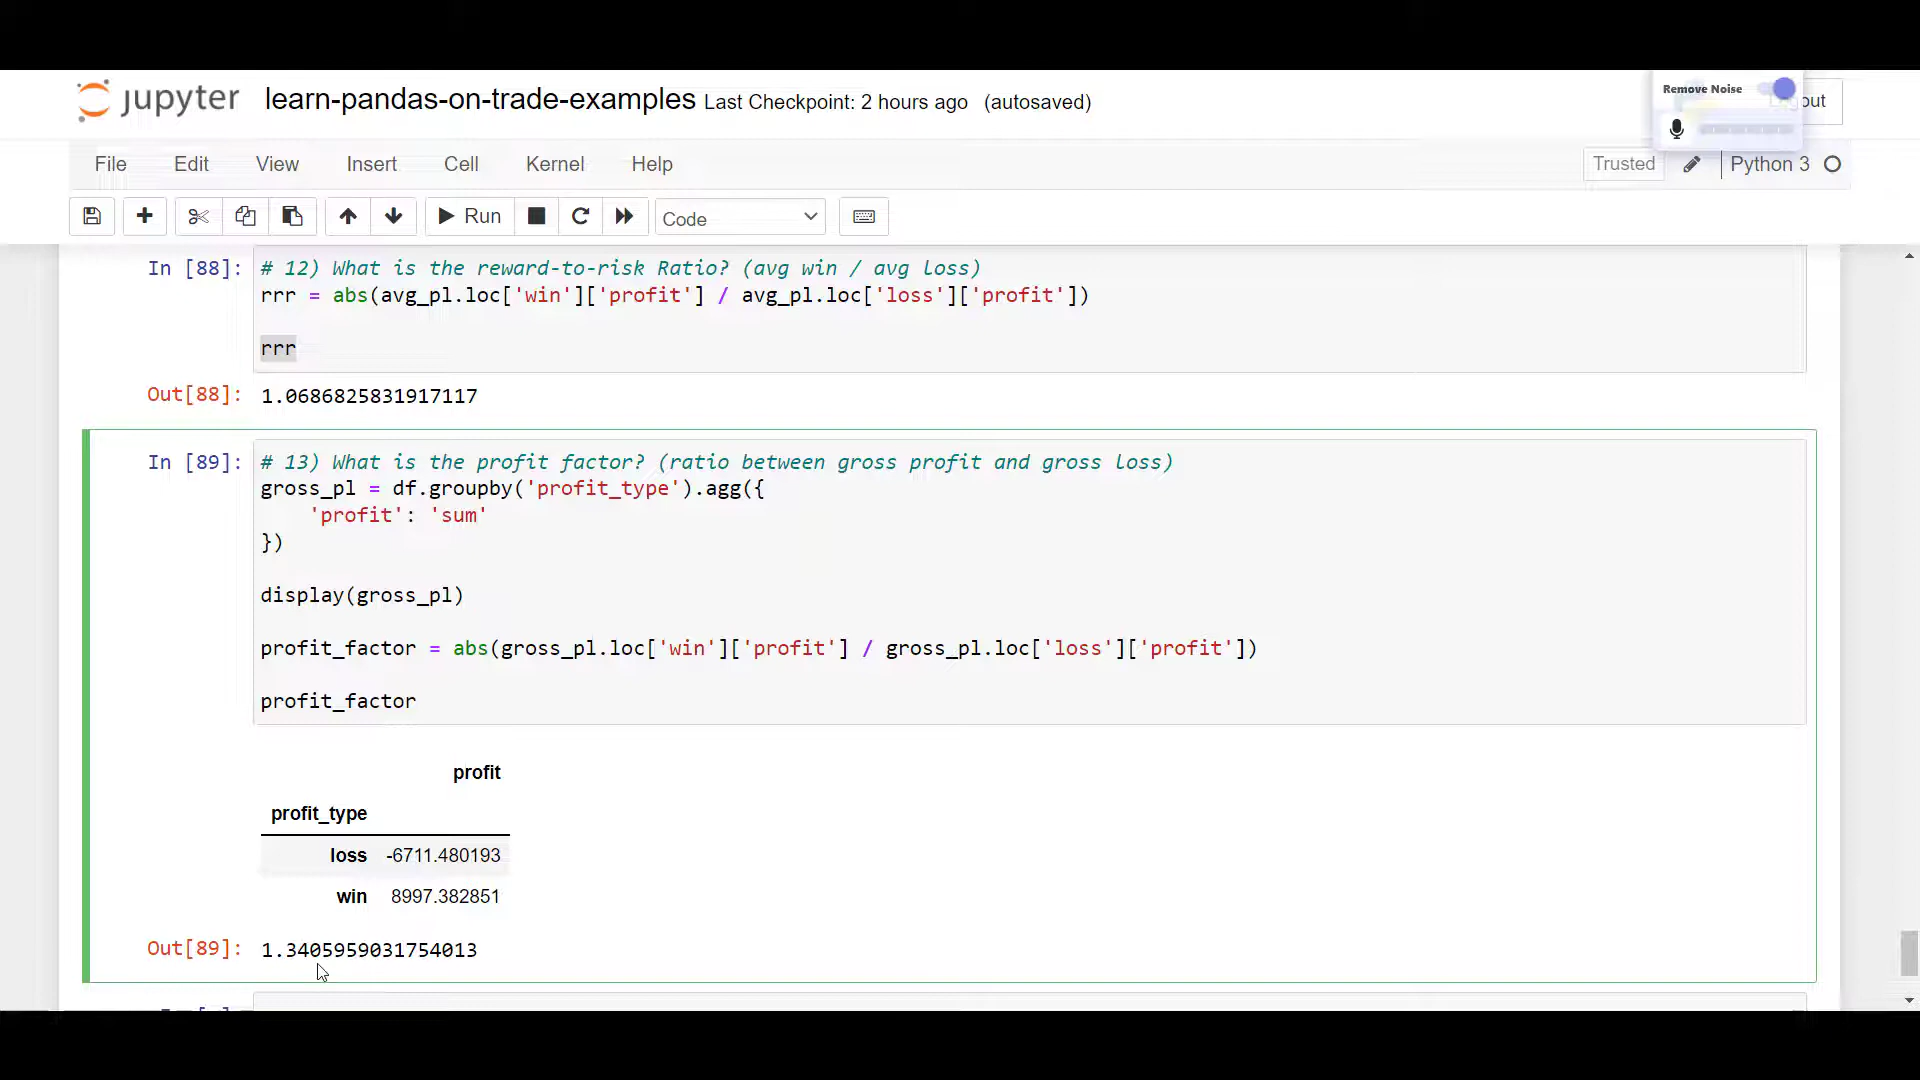 jupyter learn-pandas-on-trade-examples Last Checkpoint: 2 hours ago (autosaved)
Remove Noise
out
File Edit View Insert Cell Kernel Help
Trusted Python 3
Run Code
In [88]: # 12) What is the reward-to-risk Ratio? (avg win / avg loss)
rrr = abs(avg_pl.loc['win']['profit'] / avg_pl.loc['loss']['profit'])
rrr
Out[88]: 1.0686825831917117
In [89]: # 13) What is the profit factor? (ratio between gross profit and gross loss)
gross_pl = df.groupby('profit_type').agg({
    'profit': 'sum'
})
display(gross_pl)
profit_factor = abs(gross_pl.loc['win']['profit'] / gross_pl.loc['loss']['profit'])
profit_factor
profit
profit_type
loss -6711.480193
win 8997.382851
Out[89]: 1.3405959031754013